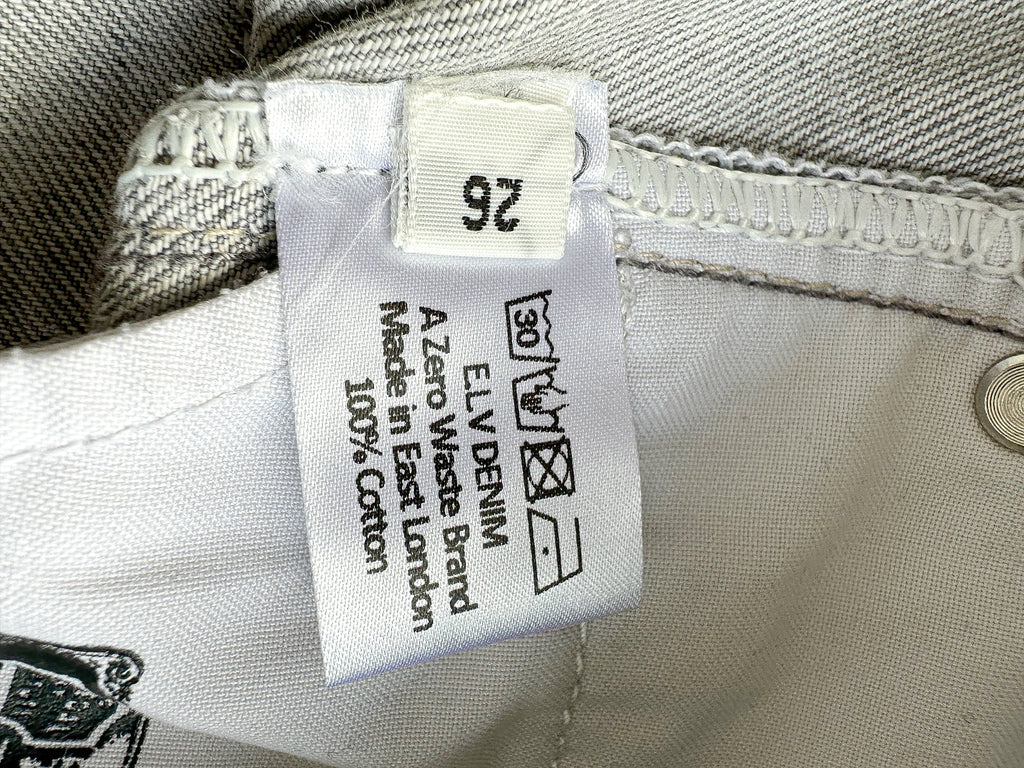 26
30
E.L.V DENIM
A Zero Waste Brand
Made in East London
100% Cotton